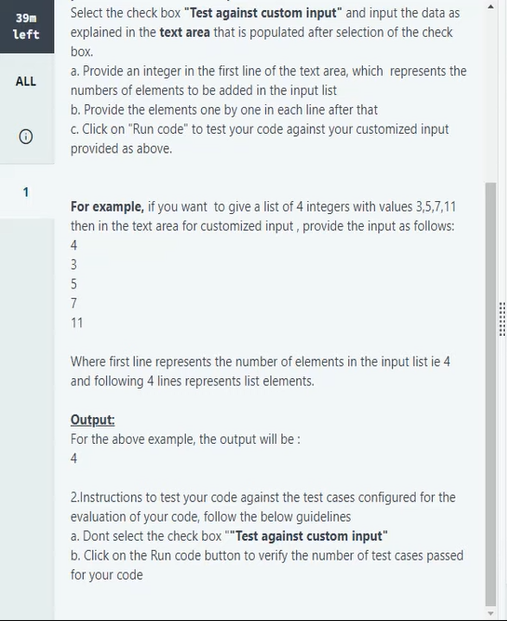 39m
left
ALL
1
Select the check box "Test against custom input" and input the data as
explained in the text area that is populated after selection of the check
box.
a. Provide an integer in the first line of the text area, which represents the
numbers of elements to be added in the input list
b. Provide the elements one by one in each line after that
c. Click on "Run code" to test your code against your customized input
provided as above.
For example, if you want to give a list of 4 integers with values 3,5,7,11
then in the text area for customized input , provide the input as follows:
4
3
5
7
11
Where first line represents the number of elements in the input list ie 4
and following 4 lines represents list elements.
Output:
For the above example, the output will be :
4
2.Instructions to test your code against the test cases configured for the
evaluation of your code, follow the below guidelines
a. Dont select the check box ""Test against custom input"
b. Click on the Run code button to verify the number of test cases passed
for your code